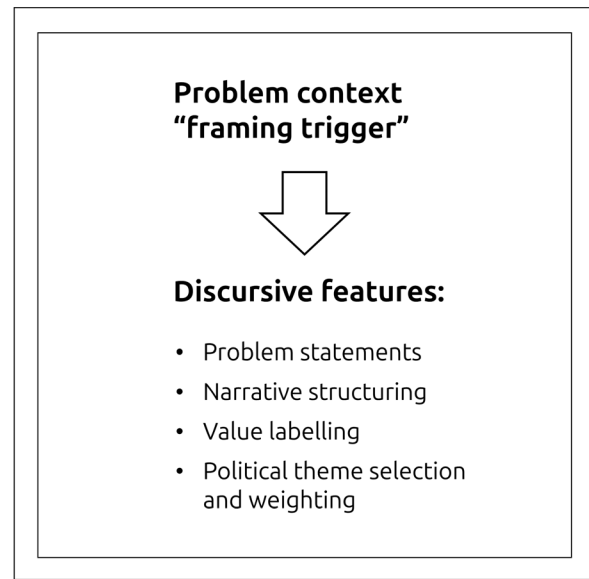 Problem context
“framing trigger”
Discursive features:
• Problem statements
• Narrative structuring
• Value labelling
• Political theme selection
and weighting